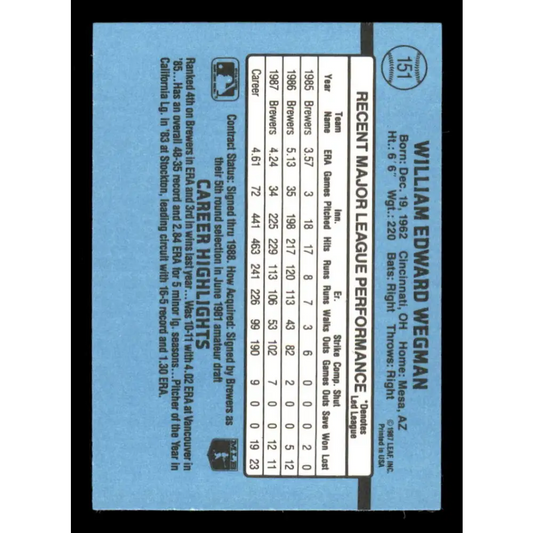 151
WILLIAM EDWARD WEGMAN
Born: Dec. 19, 1962 Cincinnati, OH Home: Mesa, AZ
Ht.: 6'6" Wgt.: 220 Bats: Right Throws: Right
© 1987 LEAF, INC.
Printed in USA
RECENT MAJOR LEAGUE PERFORMANCE *Denotes Led League
Team Inn. Er. Strike Comp. Shut
Year Name ERA Games Pitched Hits Runs Runs Walks Outs Games Outs Save Won Lost
1985 Brewers 3.57 3 18 17 8 7 3 6 0 0 0 2 0
1986 Brewers 5.13 35 198 217 120 113 43 82 2 0 0 5 12
1987 Brewers 4.24 34 225 229 113 106 53 102 7 0 0 12 11
Career 4.61 72 441 463 241 226 99 190 9 0 0 19 23
Contract Status: Signed thru 1988. How Acquired: Signed by Brewers as
their 5th round selection in June 1981 amateur draft
CAREER HIGHLIGHTS
Ranked 4th on Brewers in ERA and 3rd in wins last year...Was 10-11 with 4.02 ERA at Vancouver in
'85...Has an overall 48-35 record and 2.84 ERA for 5 minor lg. seasons...Pitcher of the Year in
California Lg. in '83 at Stockton, leading circuit with 16-5 record and 1.30 ERA.